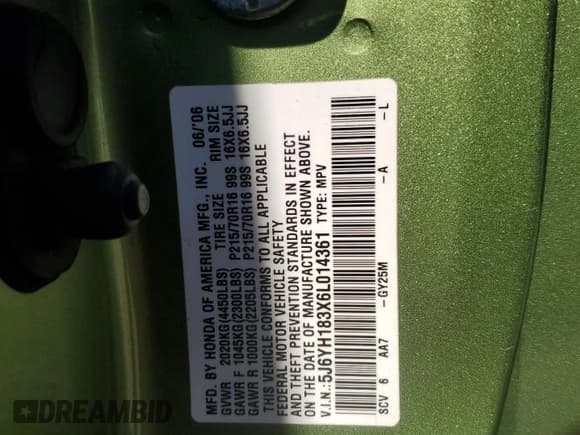 MFD. BY HONDA OF AMERICA MFG., INC. 06/'06
GVWR 2020KG(4450LBS) TIRE SIZE RIM SIZE
GAWR F 1045KG(2300LBS) P215/70R16 99S 16X6.5JJ
GAWR R 1000KG(2205LBS) P215/70R16 99S 16X6.5JJ
THIS VEHICLE CONFORMS TO ALL APPLICABLE
FEDERAL MOTOR VEHICLE SAFETY
AND THEFT PREVENTION STANDARDS IN EFFECT
ON THE DATE OF MANUFACTURE SHOWN ABOVE.
V.I.N.:5J6YH183X6L014361 TYPE: MPV
SCV 6 AA7 -GY25M -A -L
DREAMBID